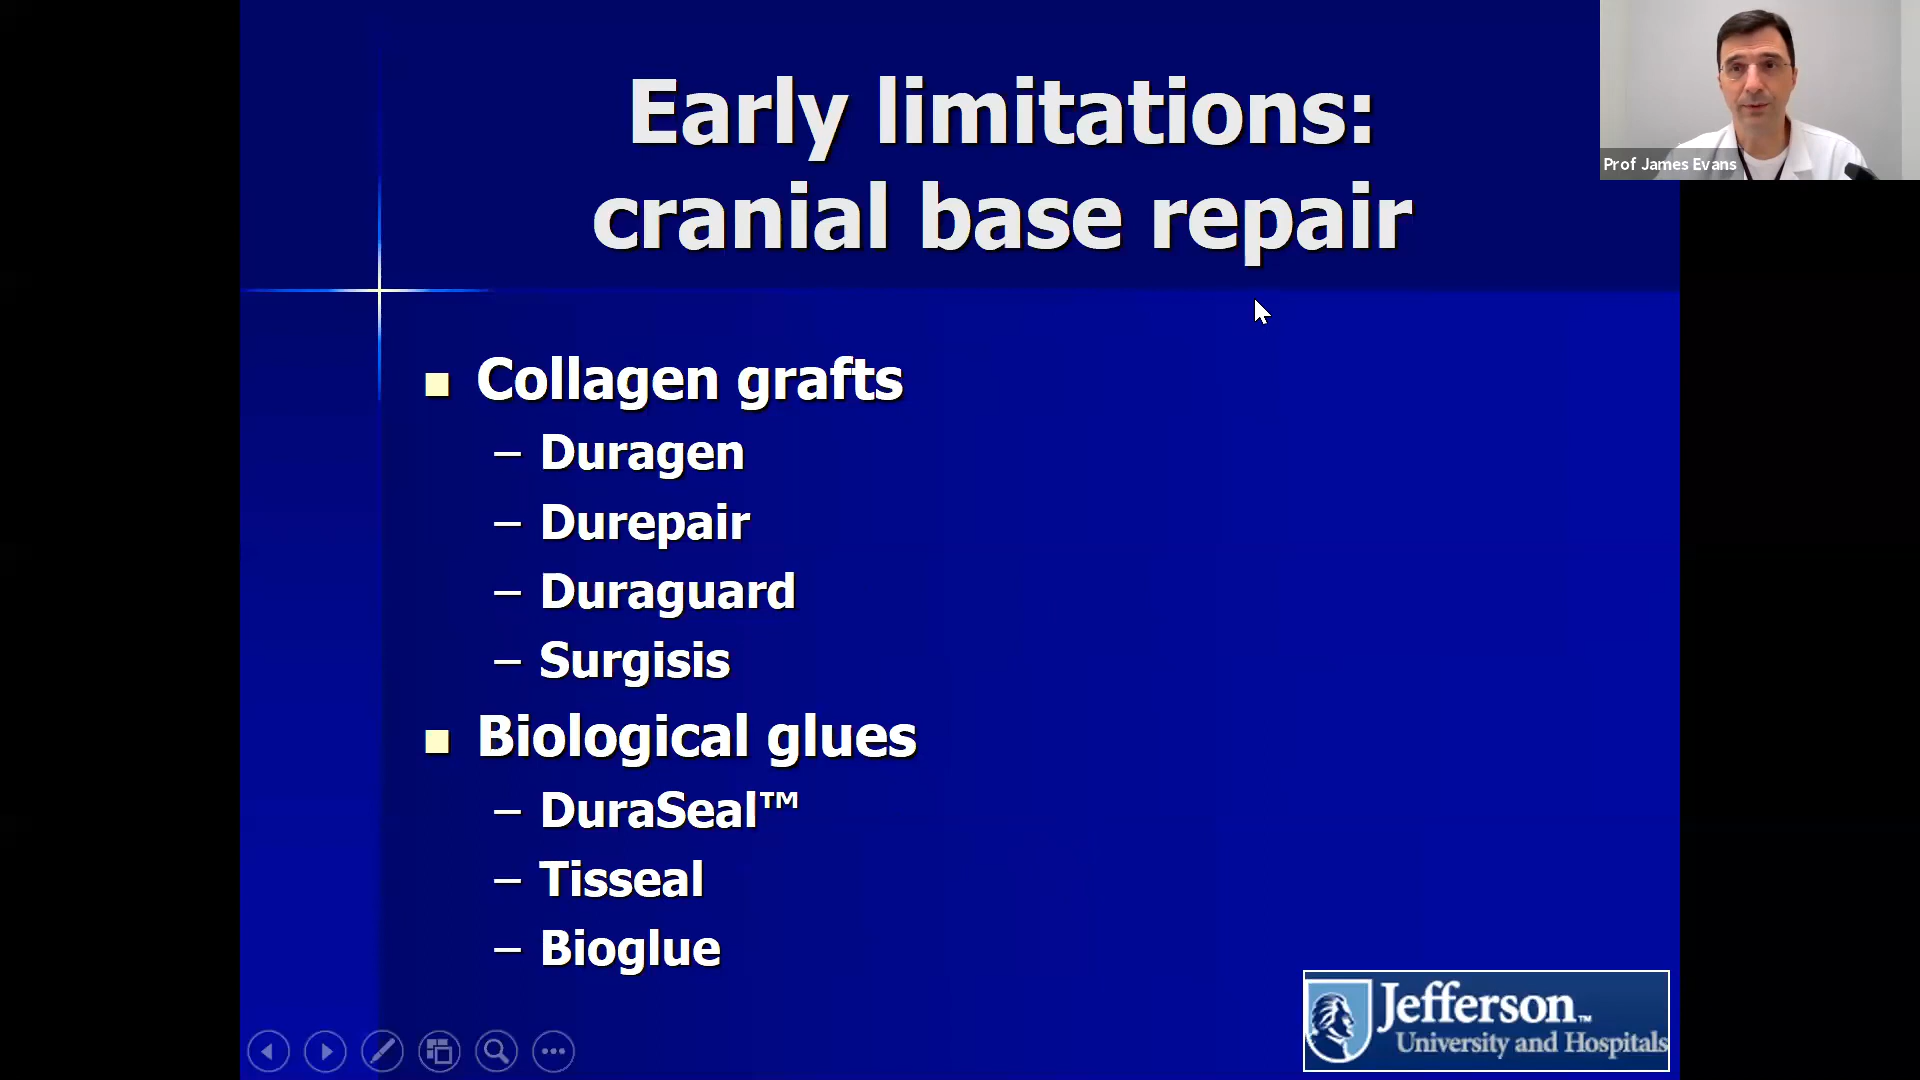 Early limitations:
cranial base repair
Prof James Evans
Collagen grafts
– Duragen
– Durepair
– Duraguard
– Surgisis
Biological glues
– DuraSeal™
– Tisseal
– Bioglue
Jefferson™
University and Hospitals